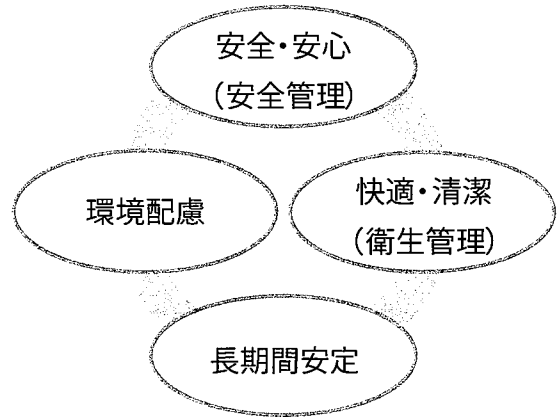 安全・安心
（安全管理）
環境配慮
快適・清潔
（衛生管理）
長期間安定